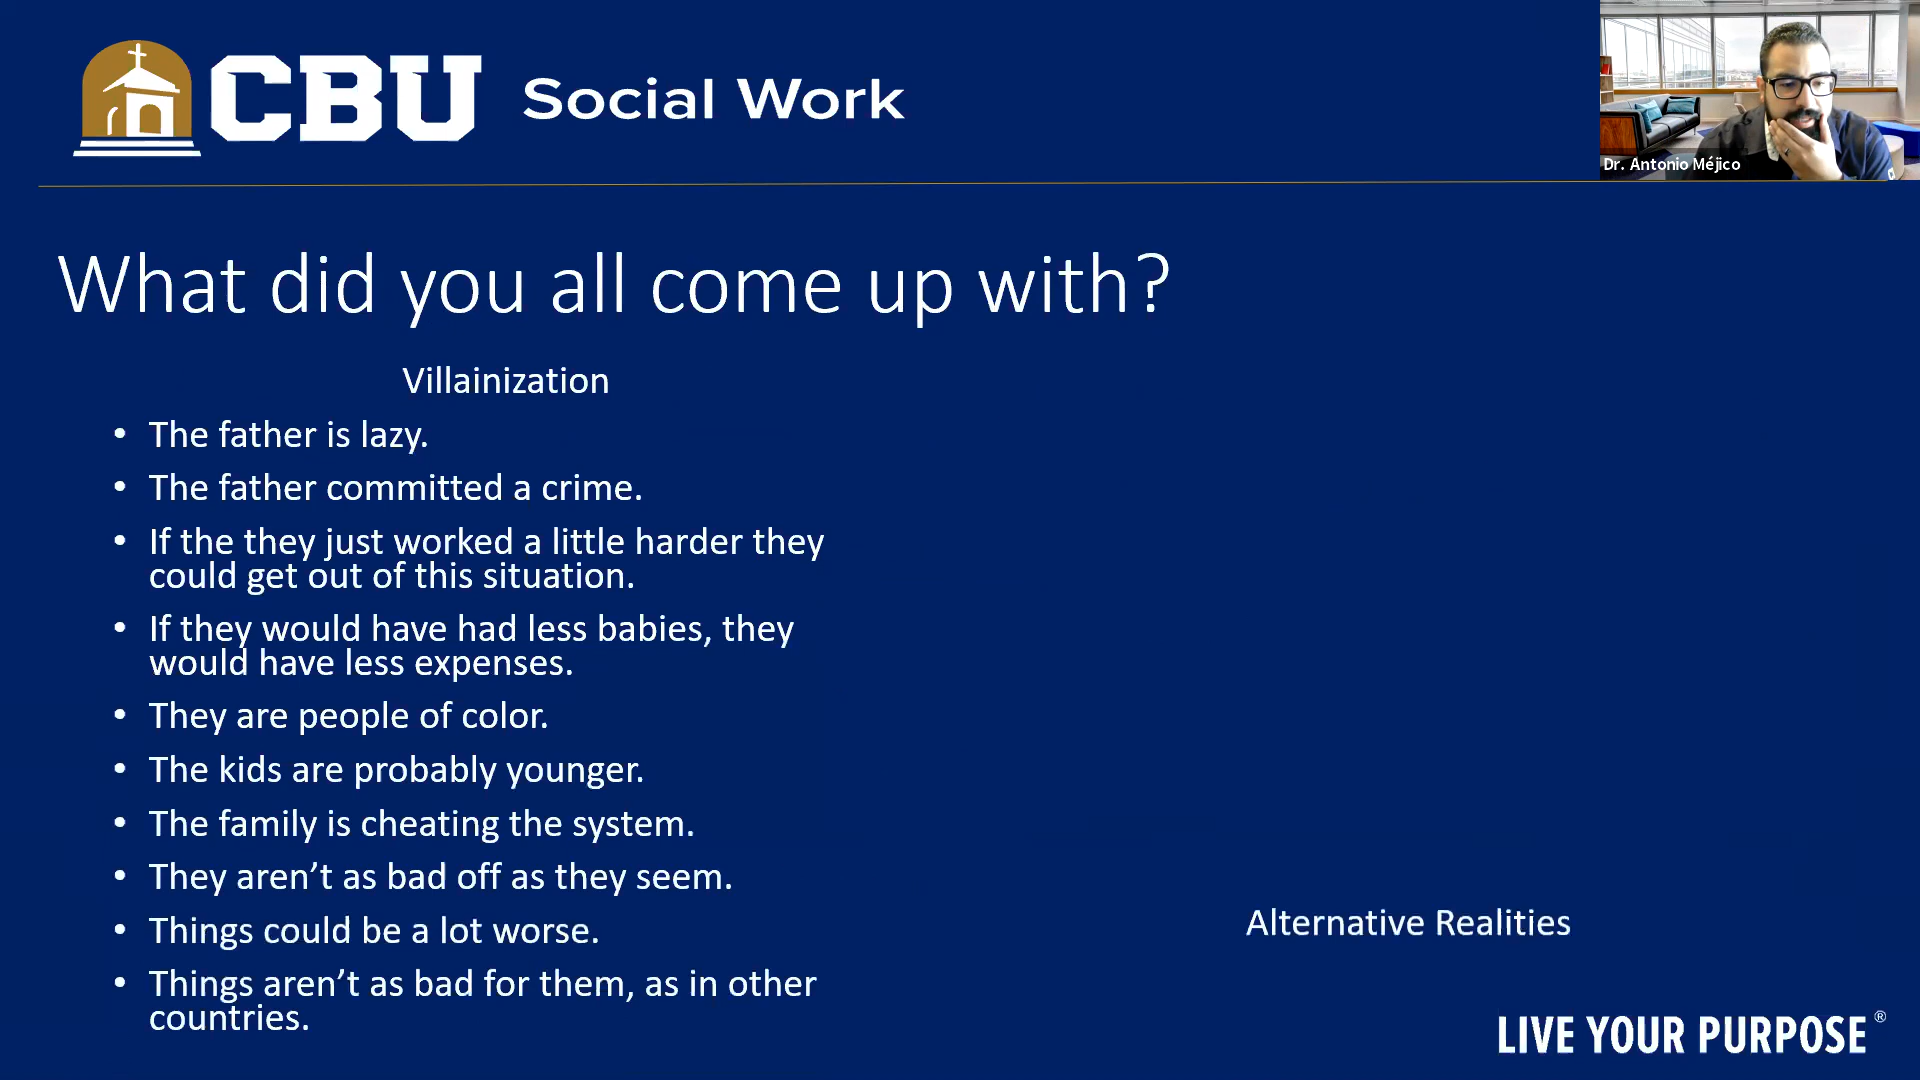 CBU Social Work
Dr. Antonio Méjico
What did you all come up with?
Villainization
• The father is lazy.
• The father committed a crime.
• If the they just worked a little harder they
could get out of this situation.
• If they would have had less babies, they
would have less expenses.
• They are people of color.
• The kids are probably younger.
• The family is cheating the system.
• They aren’t as bad off as they seem.
• Things could be a lot worse.
• Things aren’t as bad for them, as in other
countries.
Alternative Realities
LIVE YOUR PURPOSE®